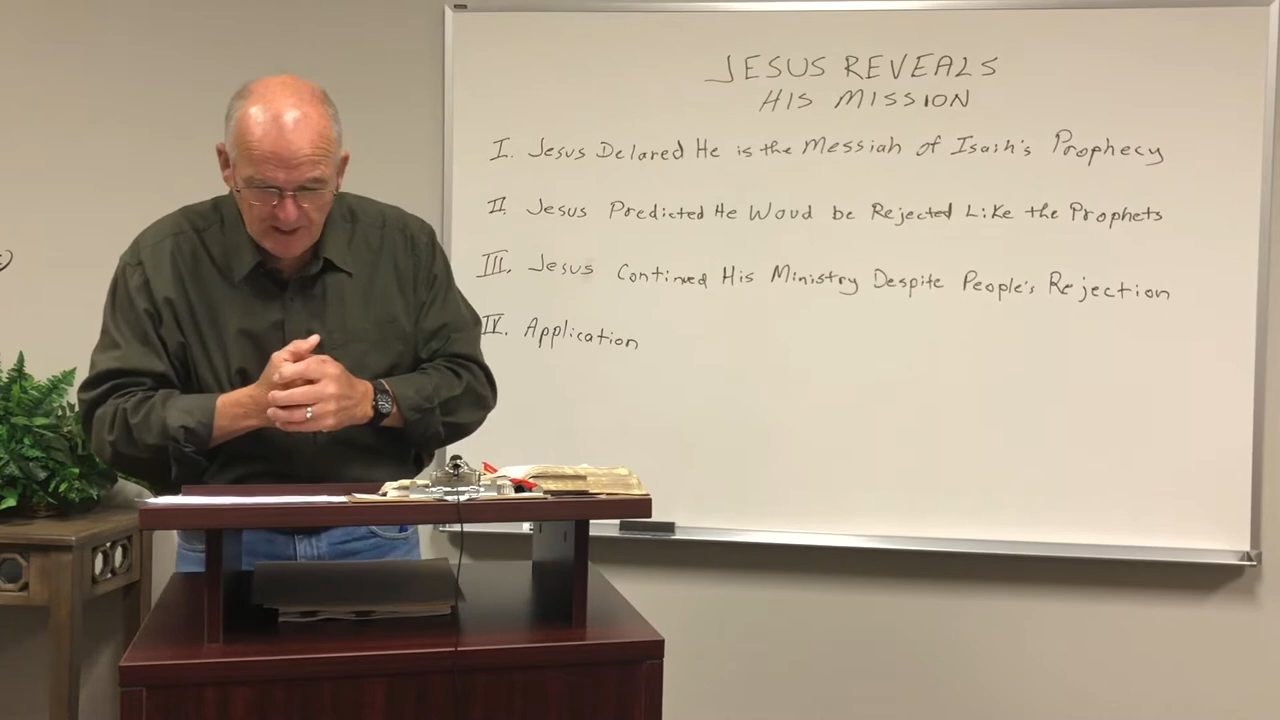 JESUS REVEALS
HIS MISSION
I. Jesus Delared He is the Messiah of Isaih's Prophecy
II. Jesus Predicted He Woud be Rejected Like the Prophets
III. Jesus Contined His Ministry Despite People's Rejection
IV. Application